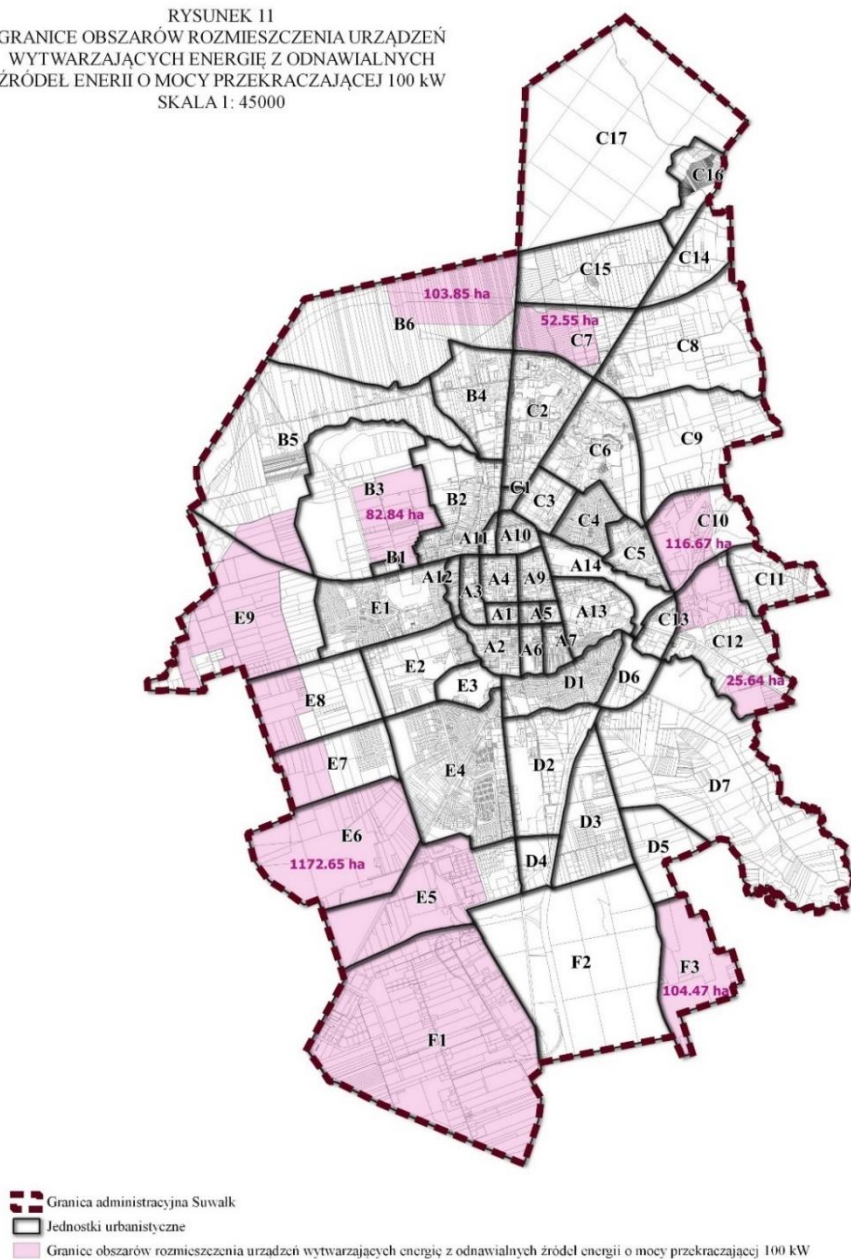 RYSUNEK 11
GRANICE OBSZARÓW ROZMIESZCZENIA URZĄDZEŃ
WYTWARZAJĄCYCH ENERGIĘ Z ODNAWIALNYCH
ŹRÓDEŁ ENERII O MOCY PRZEKRACZAJĄCEJ 100 kW
SKALA 1: 45000
C17
C16
C14
C15
103.85 ha
B6
52.55 ha
C7
C8
B4
C2
C9
B5
C6
B3
B2
82.84 ha
C1
C3
C4
C10
116.67 ha
A11
A10
C5
B1
A14
C11
A12
A4
A9
A3
E9
E1
A1
A5
A13
C13
C12
A2
A6
A7
E2
E3
D1
D6
25.64 ha
E8
E7
E4
D2
D7
D3
E6
1172.65 ha
D4
D5
E5
F2
F3
104.47 ha
F1
Granica administracyjna Suwalk
Jednostki urbanistyczne
Granice obszarów rozmieszczenia urządzeń wytwarzających energię z odnawialnych źródeł energii o mocy przekraczającej 100 kW